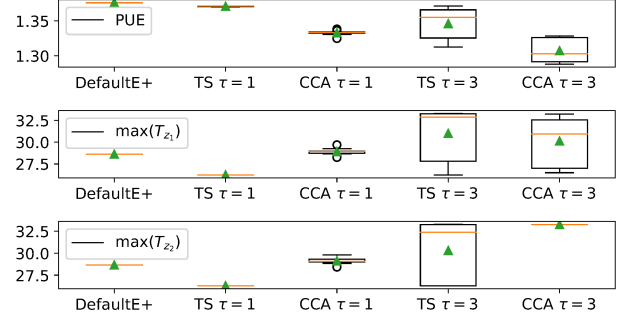 1.35
1.30
PUE
DefaultE+ TS τ = 1 CCA τ = 1 TS τ = 3 CCA τ = 3
32.5
30.0
27.5
max(T_{z_1})
DefaultE+ TS τ = 1 CCA τ = 1 TS τ = 3 CCA τ = 3
32.5
30.0
27.5
max(T_{z_2})
DefaultE+ TS τ = 1 CCA τ = 1 TS τ = 3 CCA τ = 3